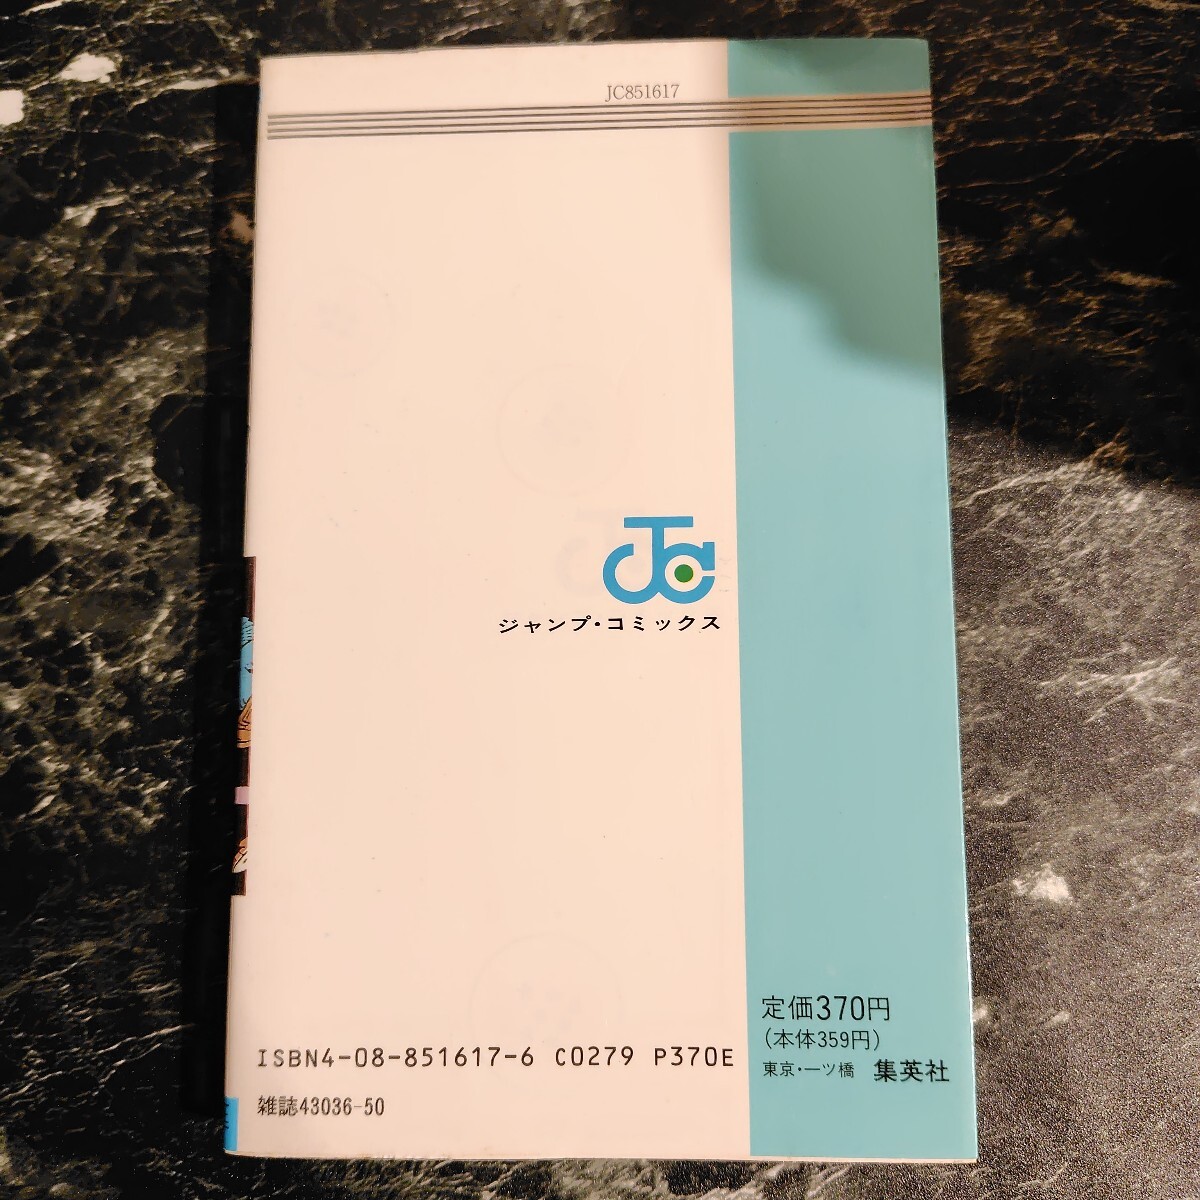 JC851617
JC
ジャンプ・コミックス
定価370円
(本体359円)
東京・一ツ橋 集英社
ISBN4-08-851617-6 C0279 P370E
雑誌43036-50